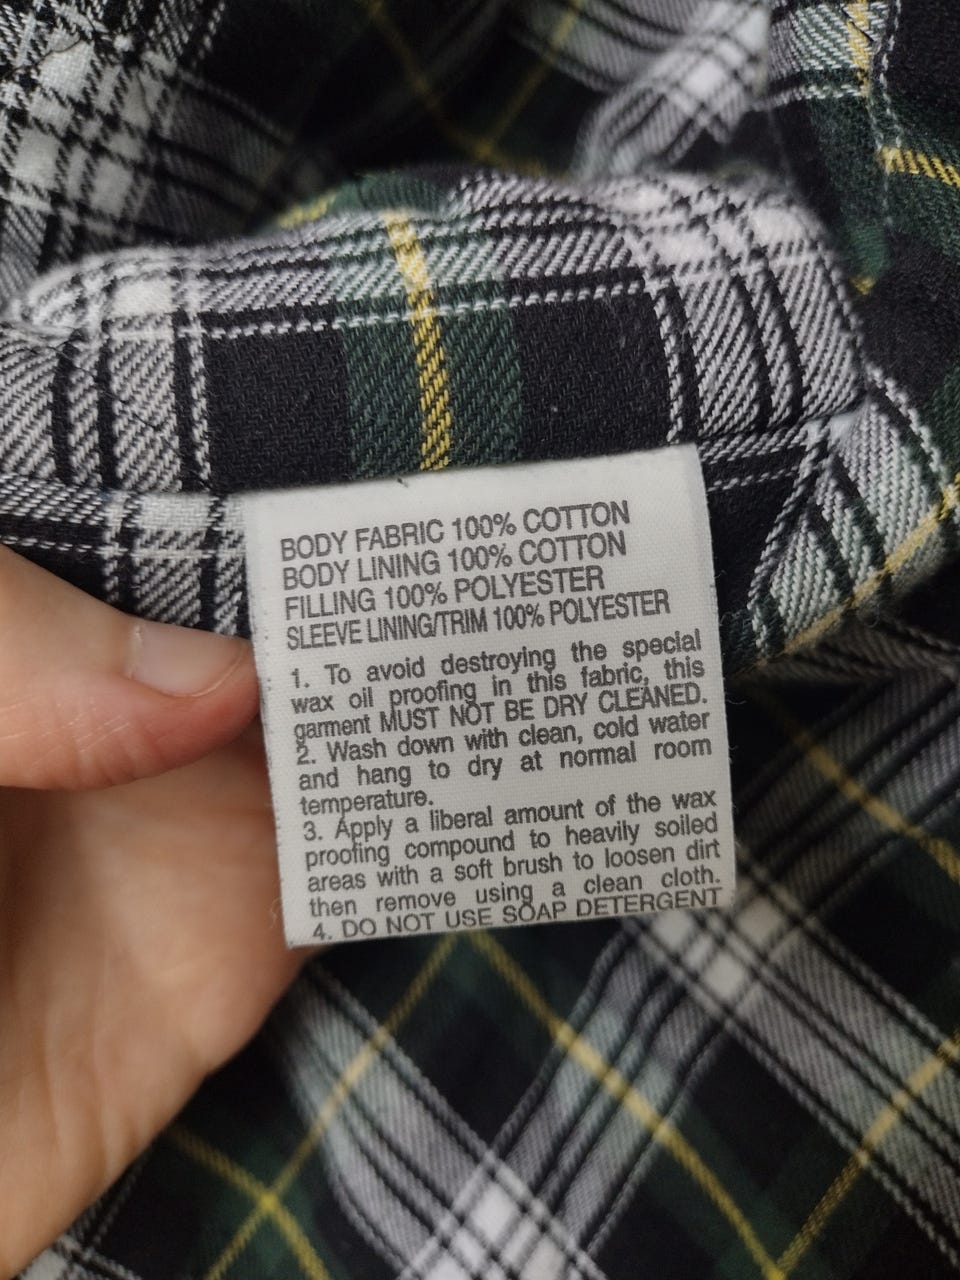 BODY FABRIC 100% COTTON
BODY LINING 100% COTTON
FILLING 100% POLYESTER
SLEEVE LINING/TRIM 100% POLYESTER
1. To avoid destroying the special
wax oil proofing in this fabric, this
garment MUST NOT BE DRY CLEANED.
2. Wash down with clean, cold water
and hang to dry at normal room
temperature.
3. Apply a liberal amount of the wax
proofing compound to heavily soiled
areas with a soft brush to loosen dirt
then remove using a clean cloth.
4. DO NOT USE SOAP DETERGENT